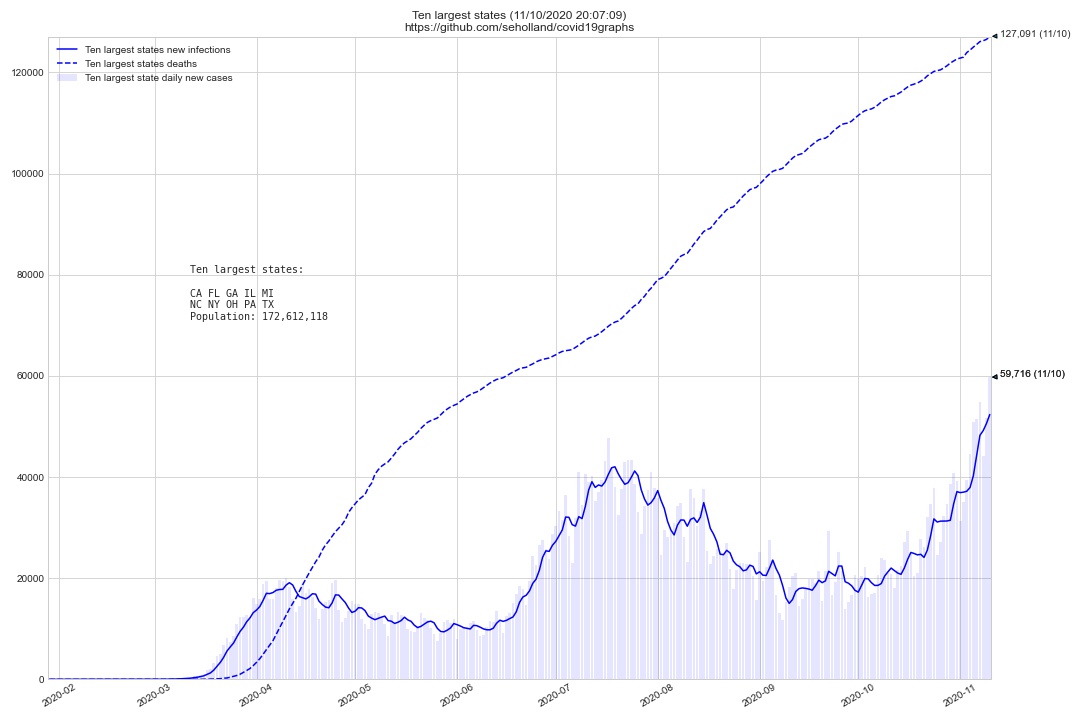 Ten largest states (11/10/2020 20:07:09)
https://github.com/seholland/covid19graphs
Ten largest states new infections
Ten largest states deaths
Ten largest state daily new cases
127,091 (11/10)
120000
100000
80000
60000
40000
20000
0
Ten largest states:
CA FL GA IL MI
NC NY OH PA TX
Population: 172,612,118
59,716 (11/10)
2020-02
2020-03
2020-04
2020-05
2020-06
2020-07
2020-08
2020-09
2020-10
2020-11